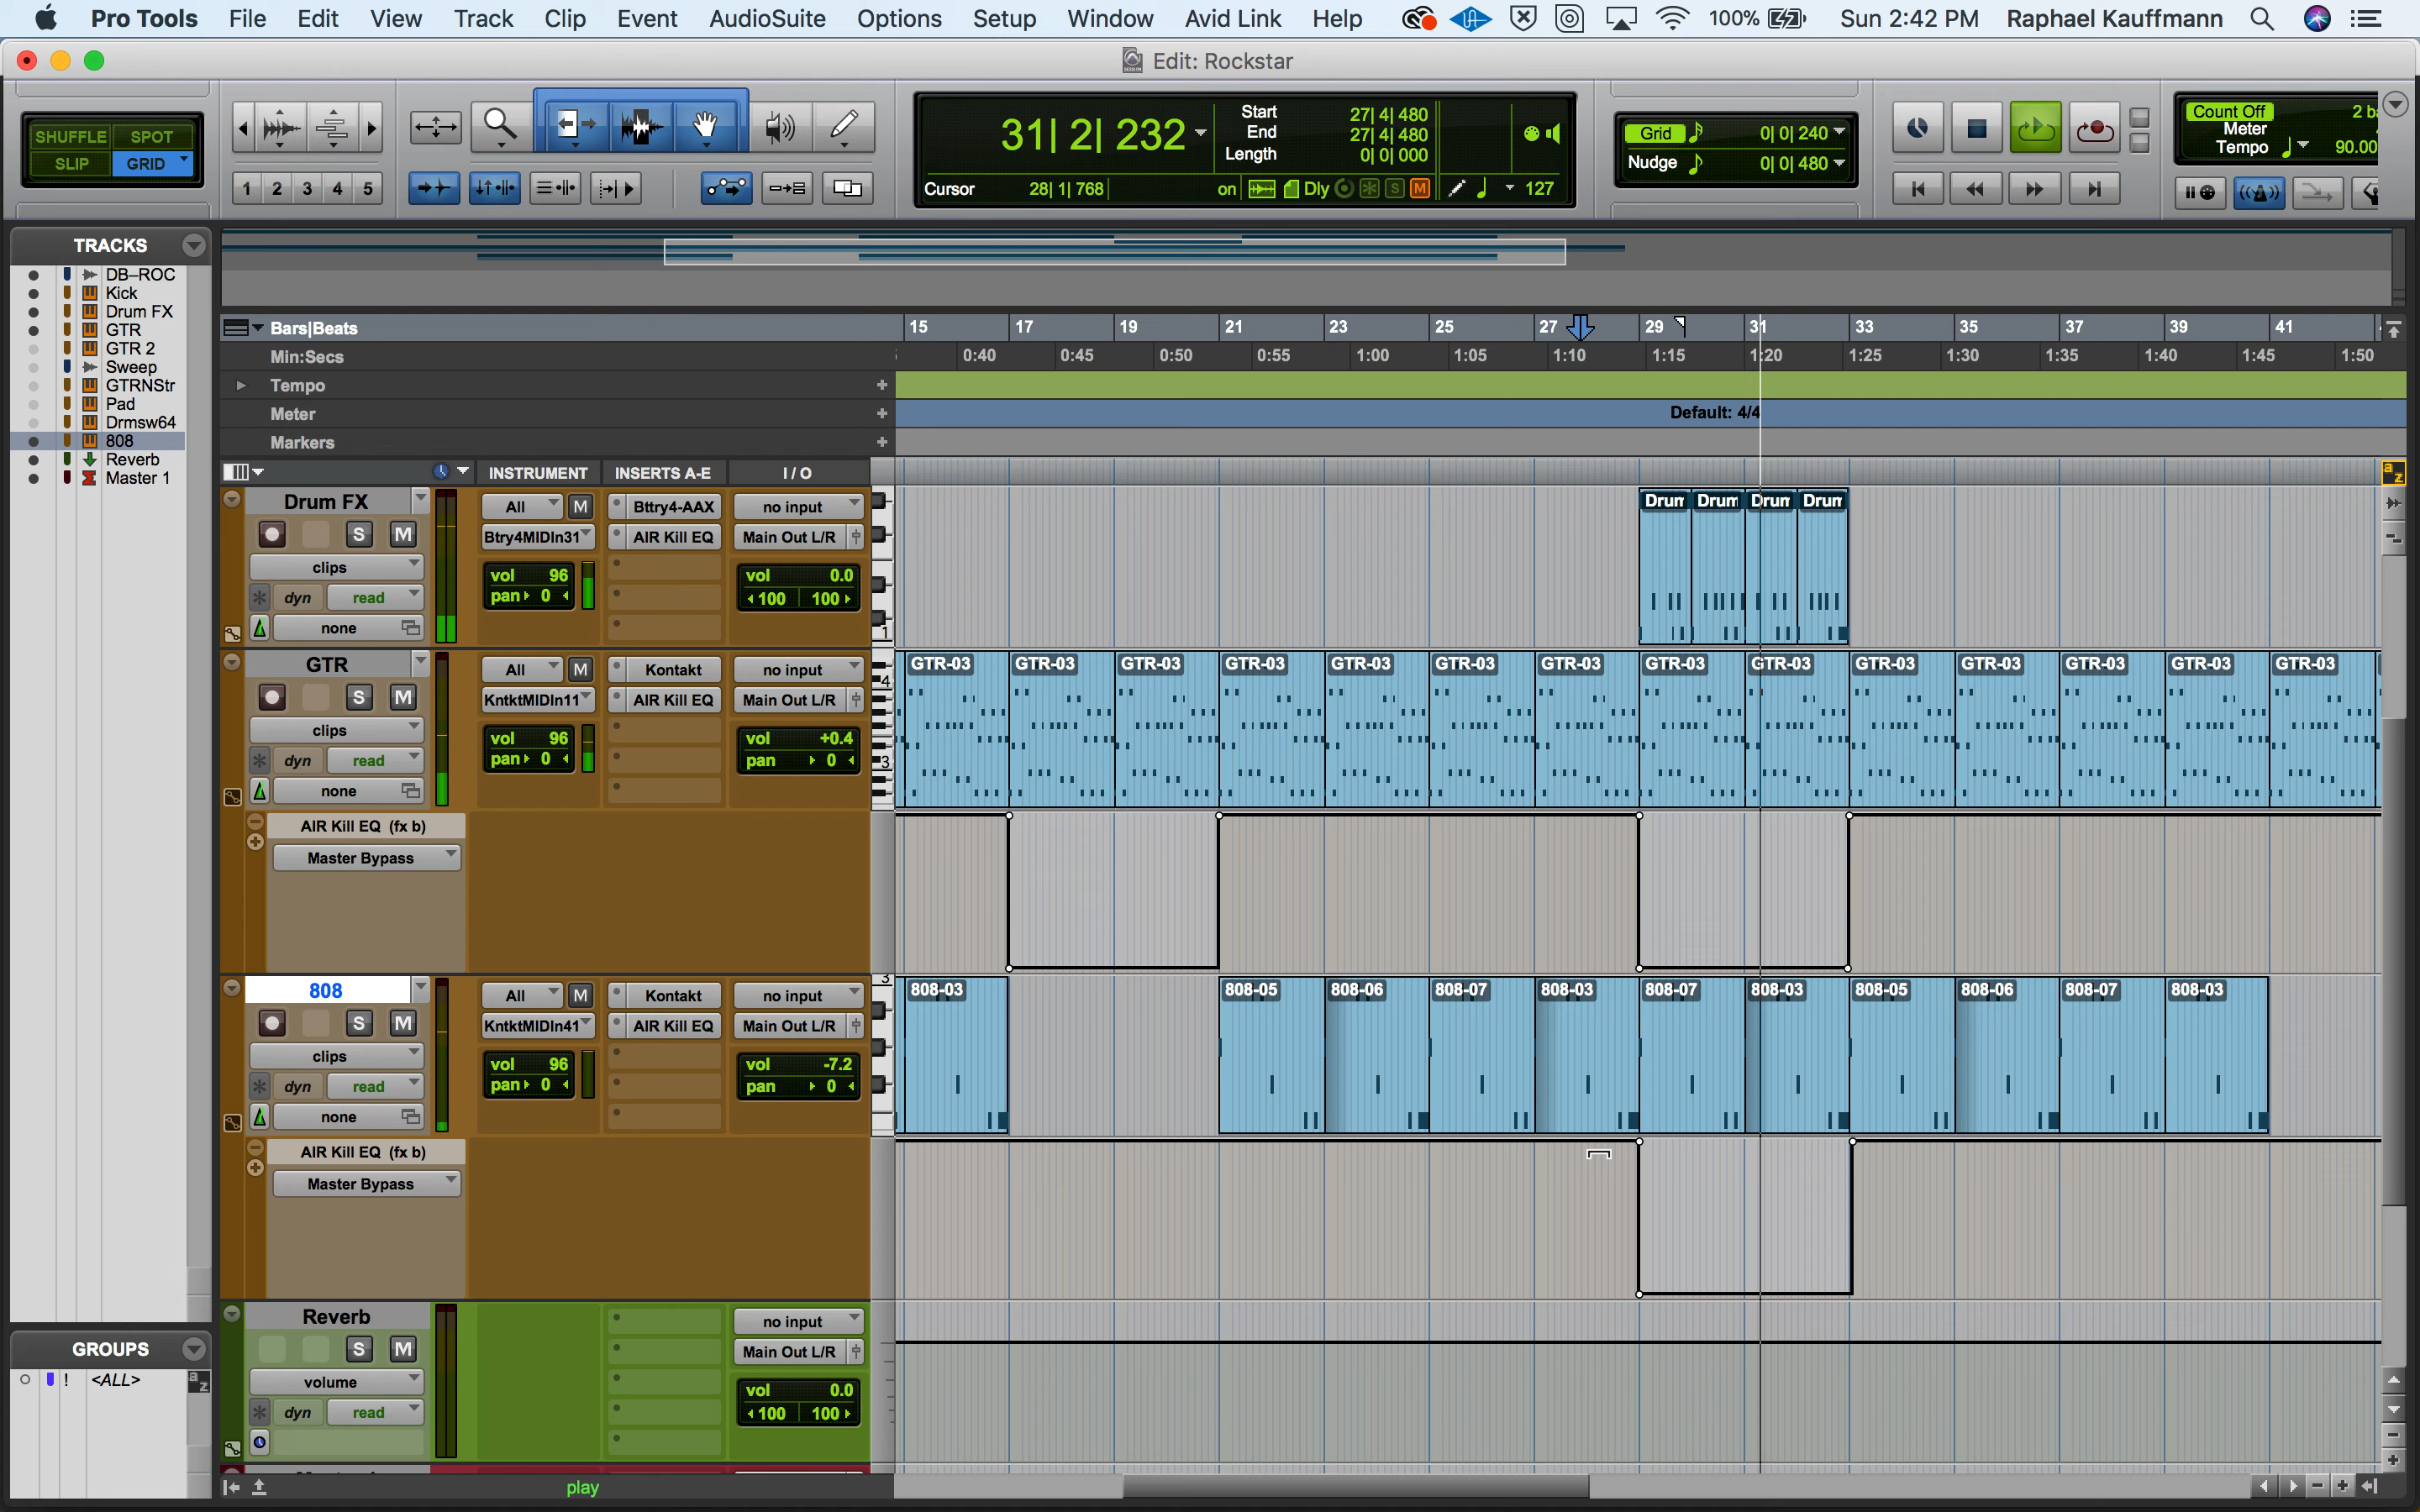 Pro Tools File Edit View Track Clip Event AudioSuite Options Setup Window Avid Link Help 100% Sun 2:42 PM Raphael Kauffmann
Edit: Rockstar
SHUFFLE SPOT
SLIP GRID
1 2 3 4 5
31| 2| 232
Start 27| 4| 480
End 27| 4| 480
Length 0| 0| 000
Cursor 28| 1| 768
on Dly S M 127
Grid 0| 0| 240
Nudge 0| 0| 480
Count Off 2 ba
Meter
Tempo 90.00
TRACKS
DB–ROC
Kick
Drum FX
GTR
GTR 2
Sweep
GTRNStr
Pad
Drmsw64
808
Reverb
Master 1
GROUPS
! <ALL>
a z
Bars|Beats 15 17 19 21 23 25 27 29 31 33 35 37 39 41
Min:Secs 0:40 0:45 0:50 0:55 1:00 1:05 1:10 1:15 1:20 1:25 1:30 1:35 1:40 1:45 1:50
Tempo
Meter Default: 4/4
Markers
INSTRUMENT INSERTS A-E I / O
a z
Drum FX All M Bttry4-AAX no input Drum Drum Drum Drum
S M Btry4MIDIn31 AIR Kill EQ Main Out L/R
clips
vol 96 vol 0.0
pan 0 100 100
dyn read
none
1
GTR All M Kontakt no input GTR-03 GTR-03 GTR-03 GTR-03 GTR-03 GTR-03 GTR-03 GTR-03 GTR-03 GTR-03 GTR-03 GTR-03 GTR-03 GTR-03
4
S M KntktMIDIn11 AIR Kill EQ Main Out L/R
clips
vol 96 vol +0.4
pan 0 pan 0
3
dyn read
none
AIR Kill EQ (fx b)
Master Bypass
3
808 All M Kontakt no input 808-03 808-05 808-06 808-07 808-03 808-07 808-03 808-05 808-06 808-07 808-03
S M KntktMIDIn41 AIR Kill EQ Main Out L/R
clips
vol 96 vol -7.2
pan 0 pan 0
dyn read
none
AIR Kill EQ (fx b)
Master Bypass
Reverb no input
S M Main Out L/R
volume
vol 0.0
100 100
dyn read
play